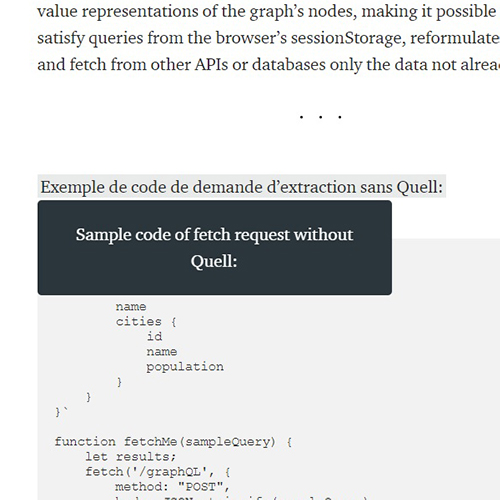 value representations of the graph’s nodes, making it possible
satisfy queries from the browser’s sessionStorage, reformulate
and fetch from other APIs or databases only the data not
. . .
Exemple de code de demande d’extraction sans Quell:
Sample code of fetch request without
Quell:
name
cities {
id
name
population
}
}
}`
function fetchMe(sampleQuery) {
let results;
fetch('/graphQL', {
method: "POST",